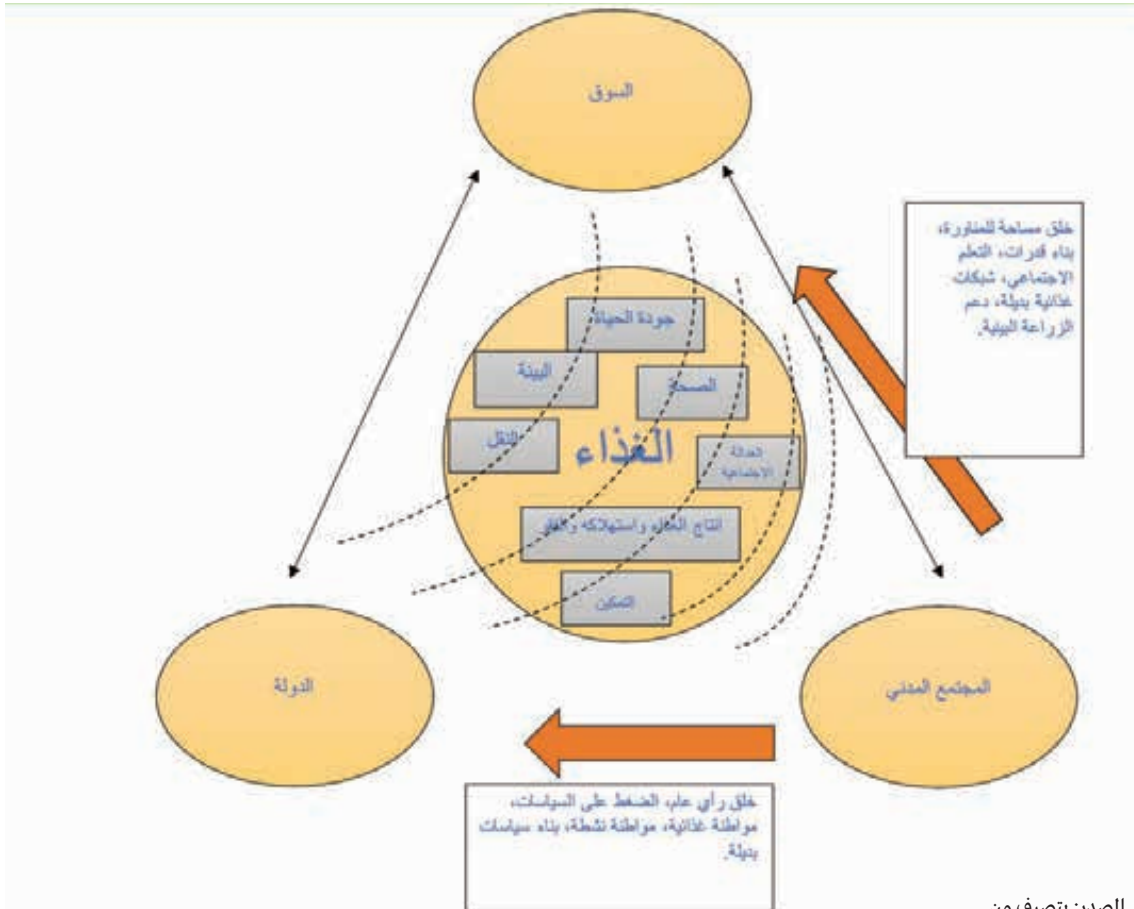 السوق
خلق مساحة للمناورة،
بناء قدرات، التعلم
الاجتماعي، شبكات
غذائية بديلة، دعم
الزراعة البيئية.
جودة الحياة
البيئة
الصحة
النقل
الغذاء
العدالة
الاجتماعية
انتاج الغذاء واستهلاكه
التمكين
الدولة
المجتمع المدني
خلق رأي عام، الضغط على السياسات،
مواطنة غذائية، مواطنة نشطة، بناء سياسات
بديلة.